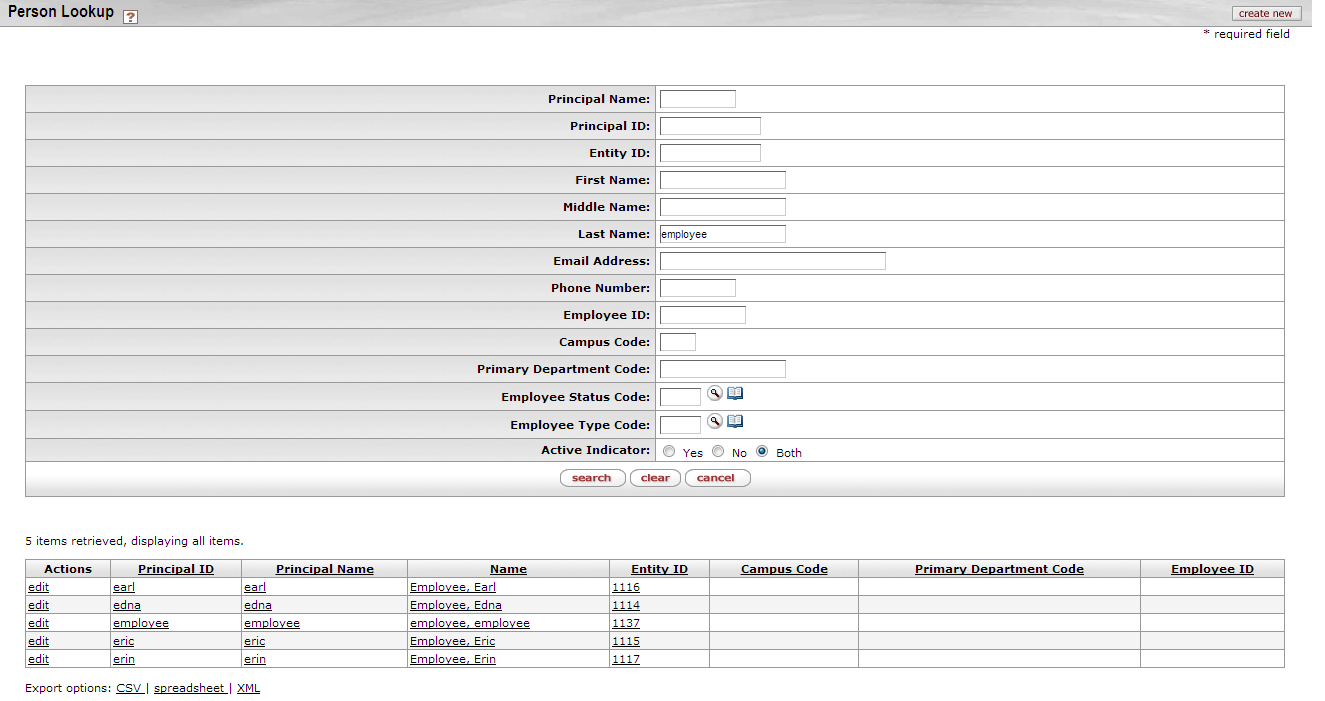 Person Lookup ?
create new
* required field
Principal Name:
Principal ID:
Entity ID:
First Name:
Middle Name:
Last Name: employee
Email Address:
Phone Number:
Employee ID:
Campus Code:
Primary Department Code:
Employee Status Code:
Employee Type Code:
Active Indicator: Yes No Both
search clear cancel
5 items retrieved, displaying all items.
Actions Principal ID Principal Name Name Entity ID Campus Code Primary Department Code Employee ID
edit earl earl Employee, Earl 1116
edit edna edna Employee, Edna 1114
edit employee employee employee, employee 1137
edit eric eric Employee, Eric 1115
edit erin erin Employee, Erin 1117
Export options: CSV | spreadsheet | XML